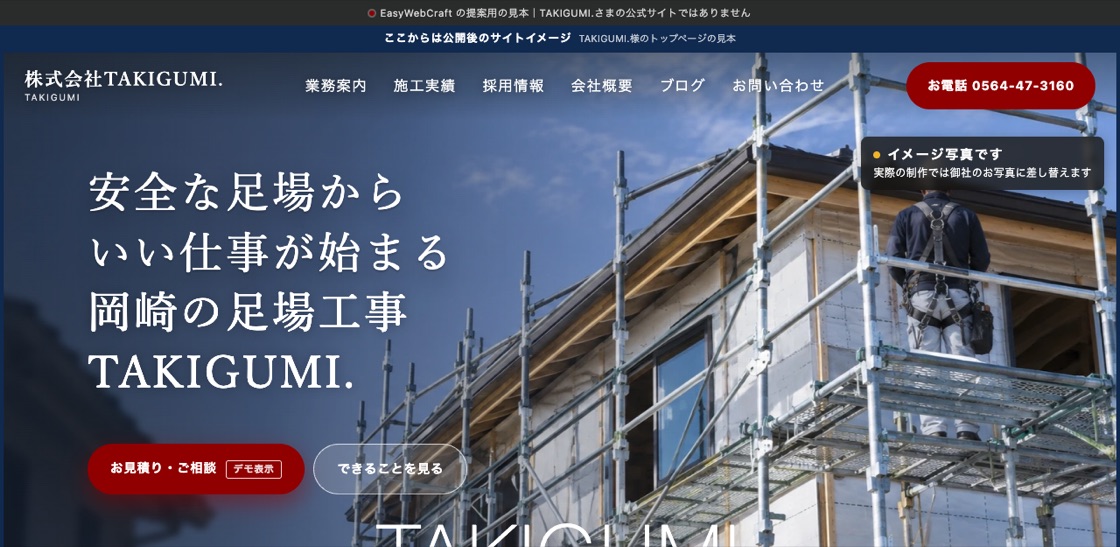 EasyWebCraft の提案用の見本｜TAKIGUMI.さまの公式サイトではありません
ここからは公開後のサイトイメージ TAKIGUMI.様のトップページの見本
株式会社TAKIGUMI.
TAKIGUMI
業務案内 施工実績 採用情報 会社概要 ブログ お問い合わせ
お電話 0564-47-3160
イメージ写真です
実際の制作では御社のお写真に差し替えます
安全な足場から
いい仕事が始まる
岡崎の足場工事
TAKIGUMI.
お見積り・ご相談 デモ表示 できることを見る
TAKIGUMI